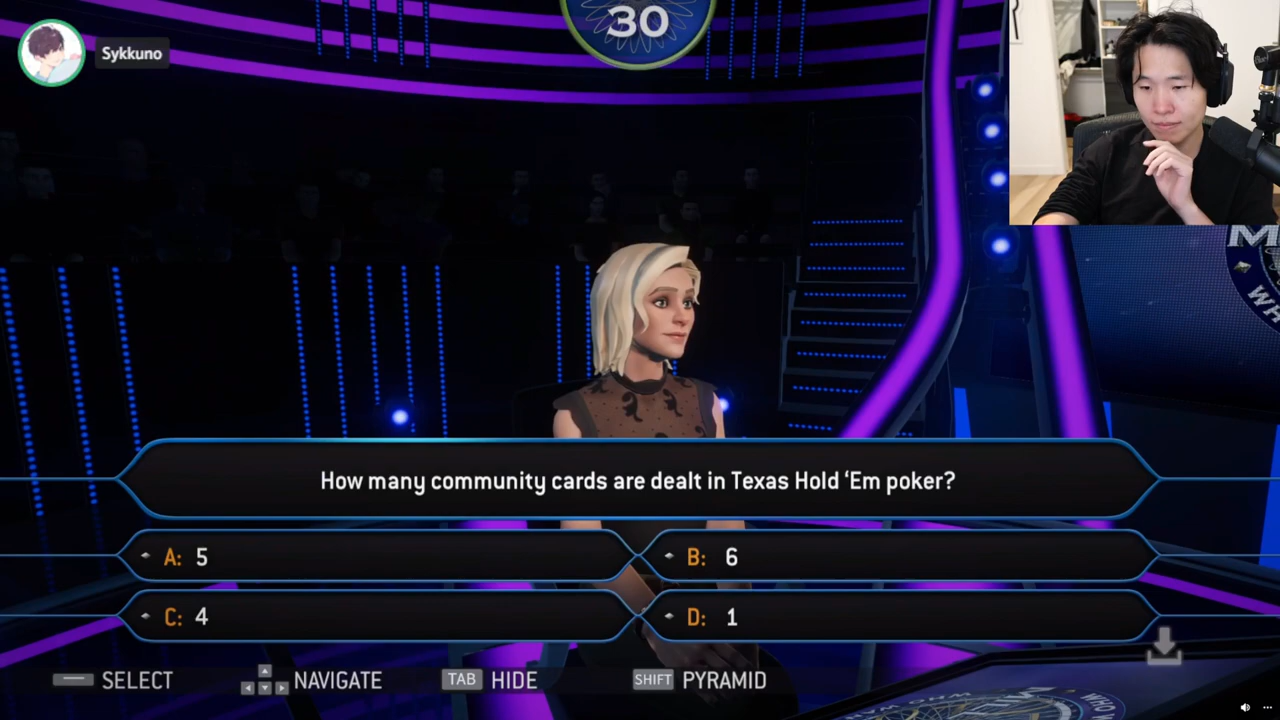 30
Sykkuno
How many community cards are dealt in Texas Hold ‘Em poker?
A: 5
B: 6
C: 4
D: 1
SELECT
NAVIGATE
TAB HIDE
SHIFT PYRAMID
WHO